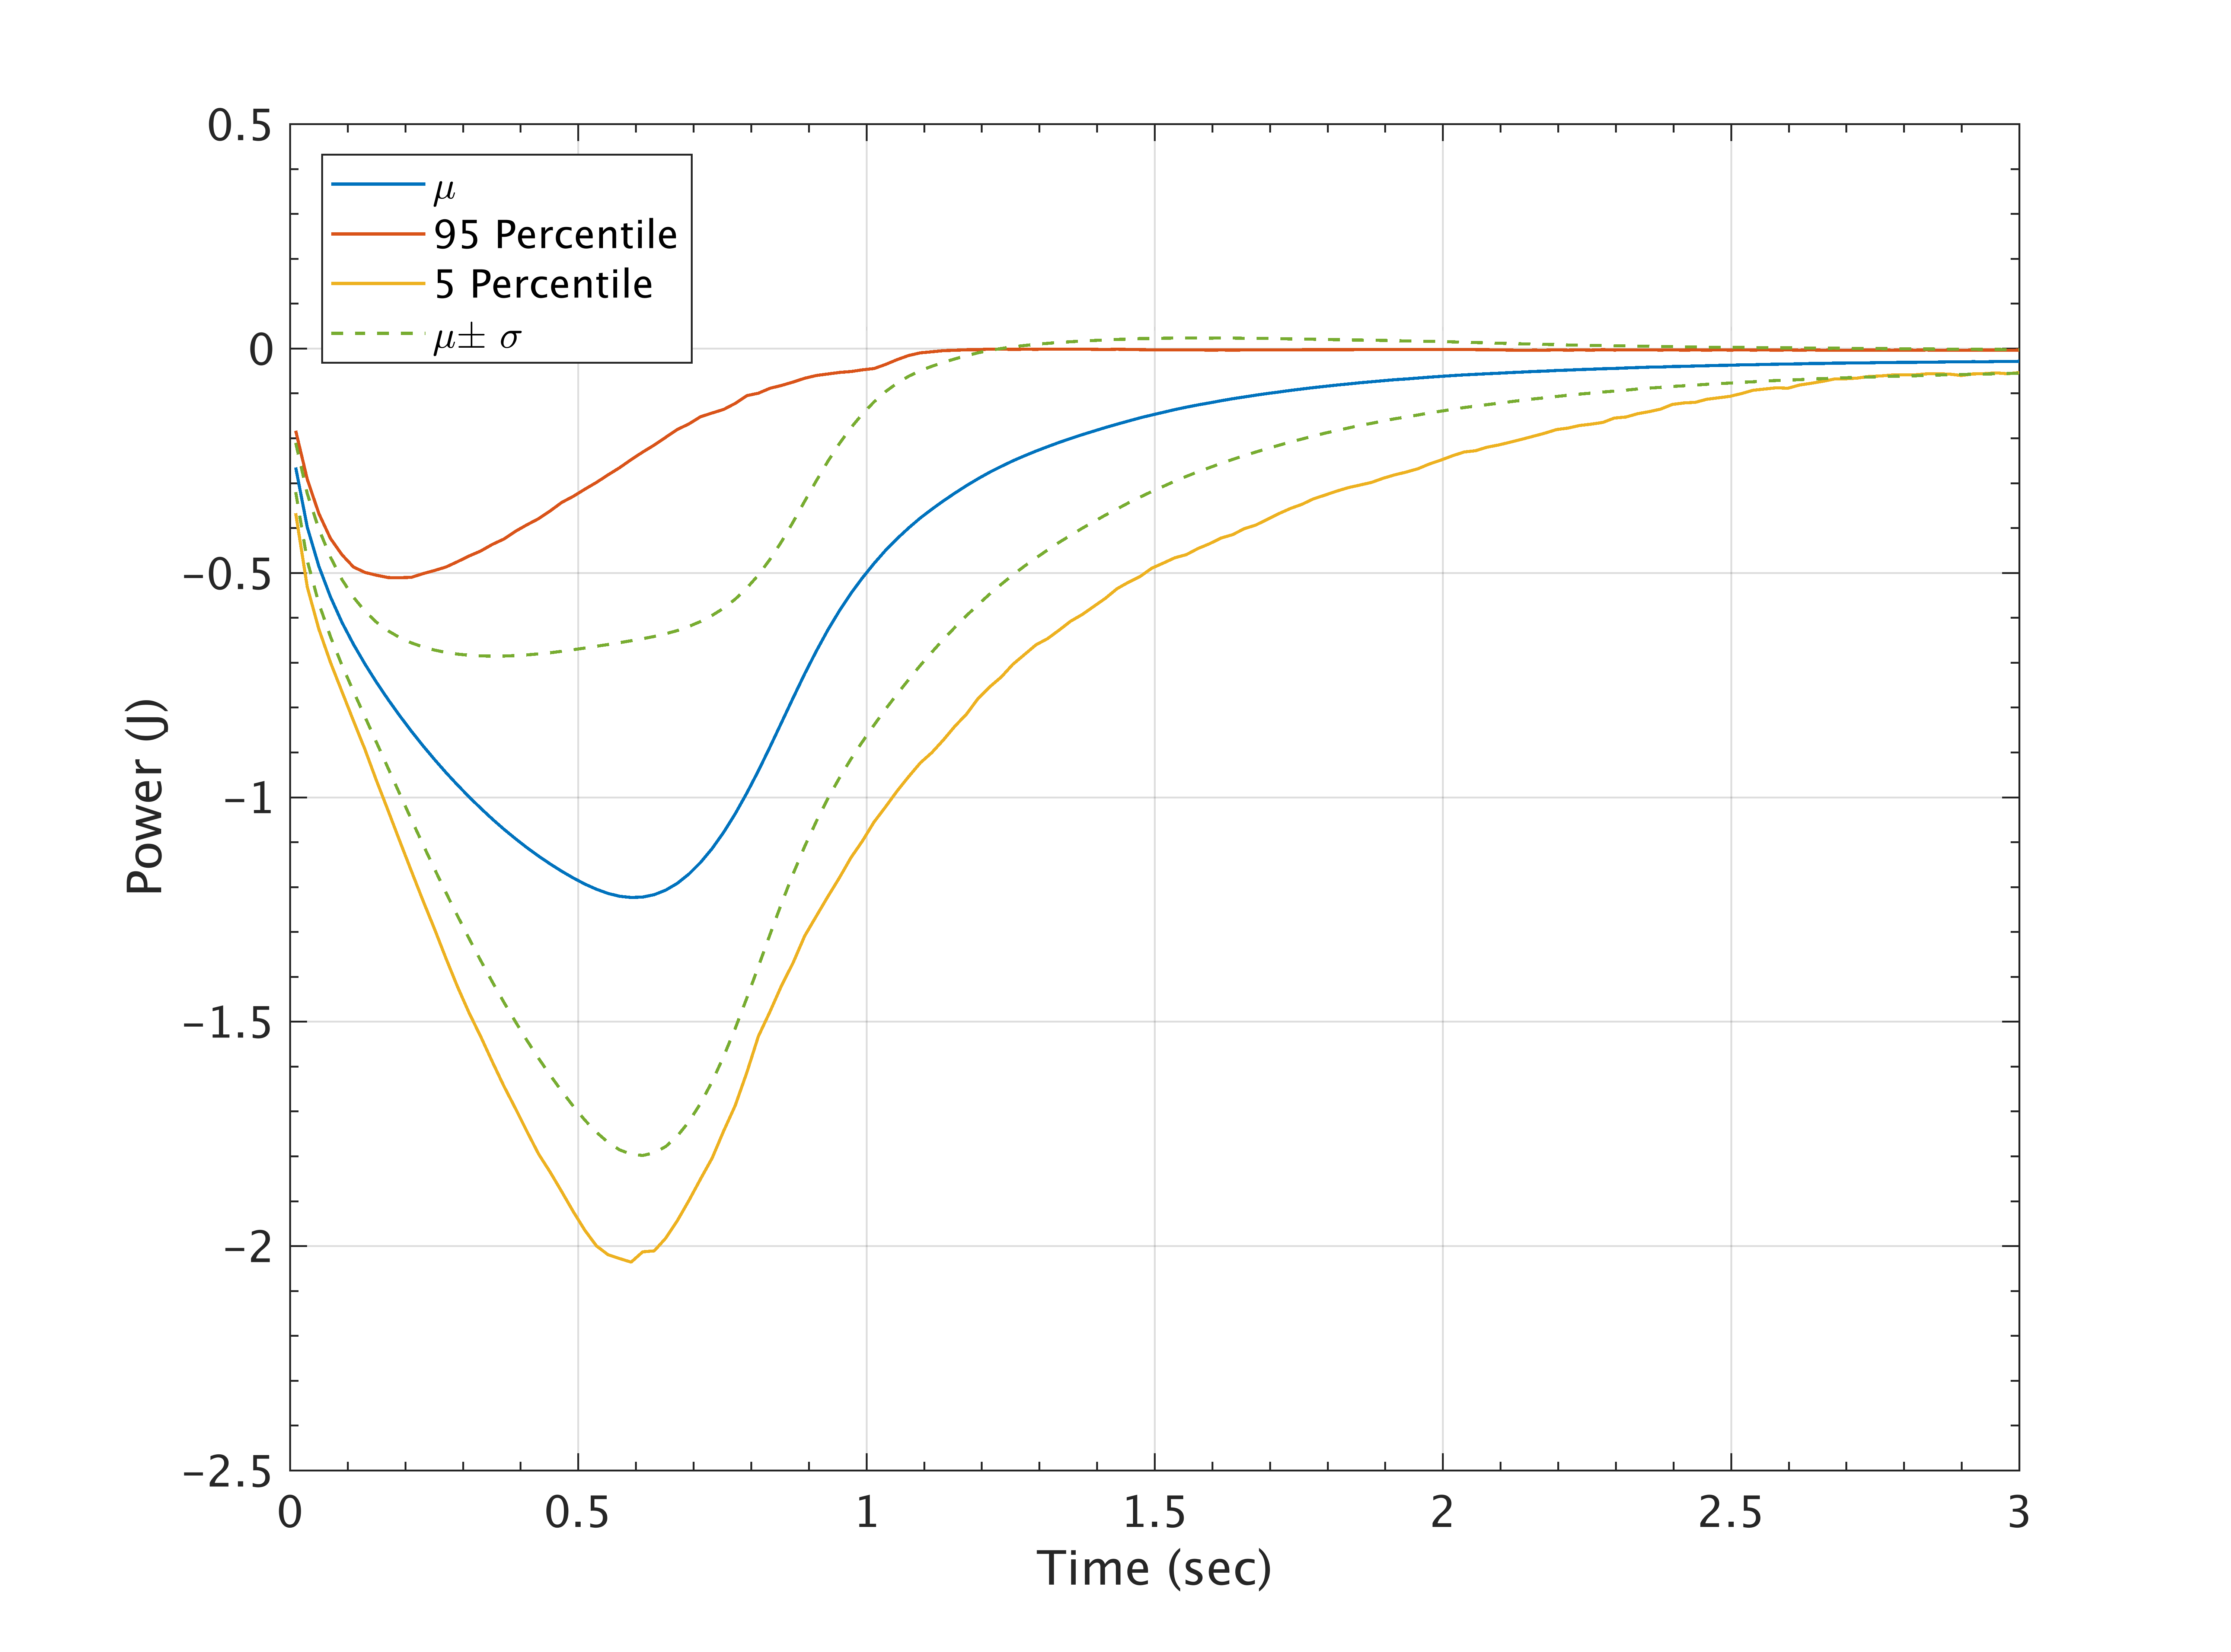 0.5
μ
95 Percentile
5 Percentile
μ± σ
0
−0.5
−1
−1.5
−2
−2.5
Power (J)
0 0.5 1 1.5 2 2.5 3
Time (sec)